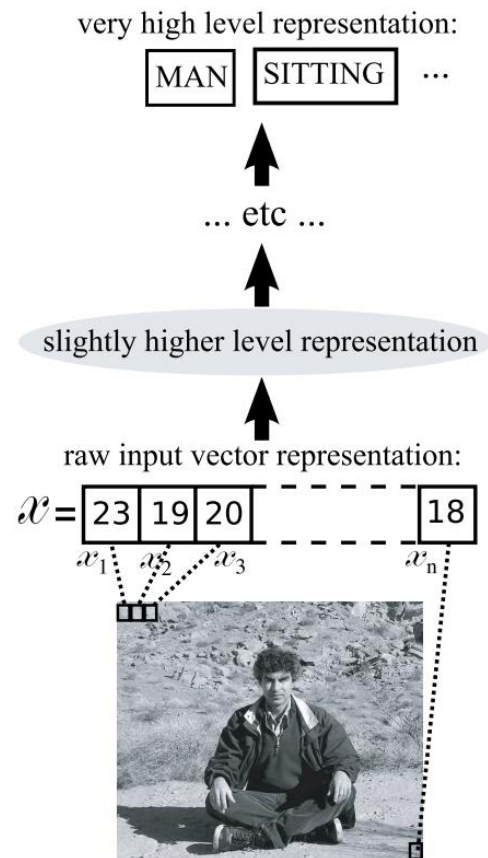 very high level representation:
MAN SITTING ...
... etc ...
slightly higher level representation
raw input vector representation:
x = 23 19 20 18
x1 x2 x3 xn